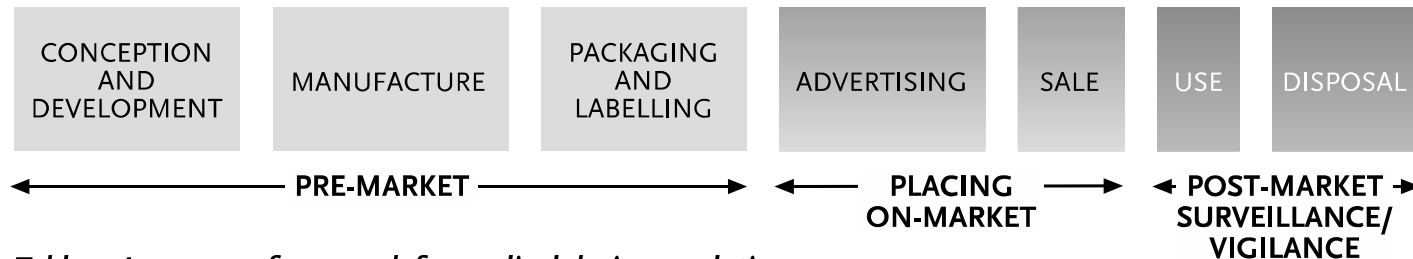 CONCEPTION
AND
DEVELOPMENT
MANUFACTURE
PACKAGING
AND
LABELLING
ADVERTISING
SALE
USE
DISPOSAL
PRE-MARKET
PLACING
ON-MARKET
POST-MARKET
SURVEILLANCE/
VIGILANCE